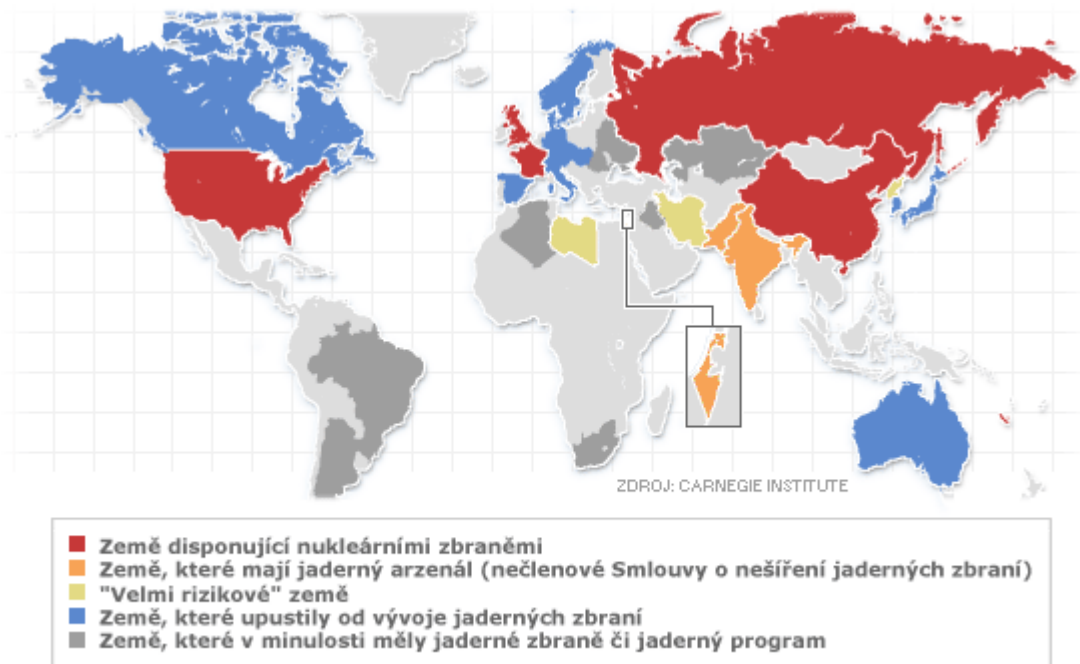 ZDROJ: CARNEGIE INSTITUTE
Země disponující nukleárními zbraněmi
Země, které mají jaderný arzenál (nečlenové Smlouvy o nešíření jaderných zbraní)
"Velmi rizikové" země
Země, které upustily od vývoje jaderných zbraní
Země, které v minulosti měly jaderné zbraně či jaderný program